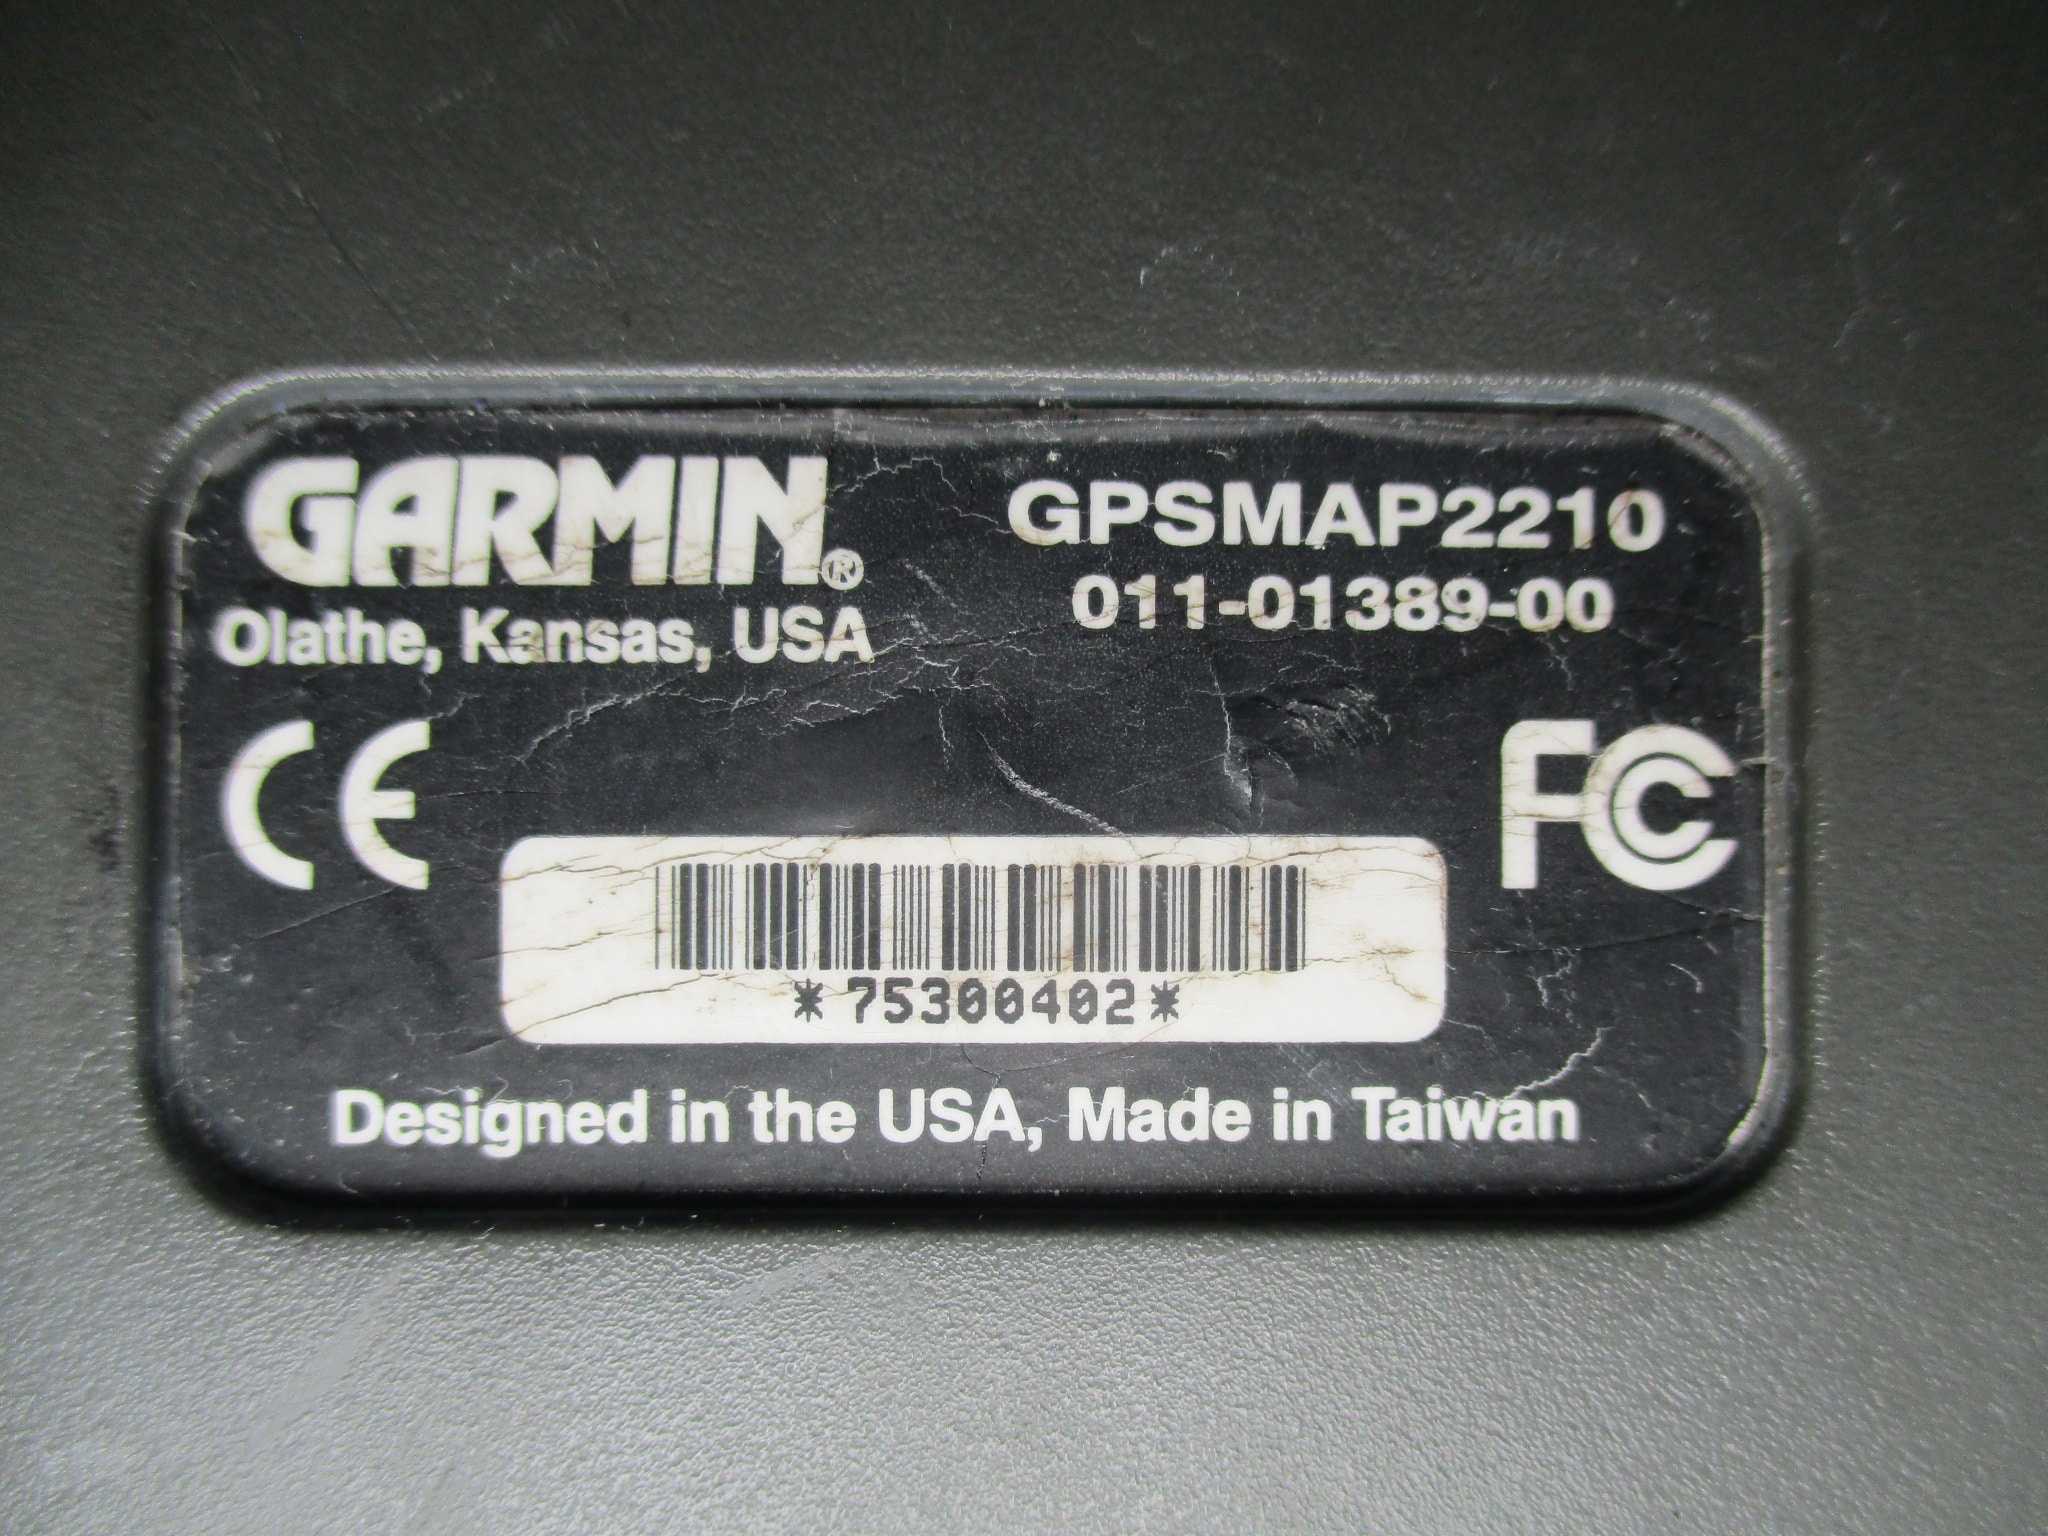 GARMIN®
Olathe, Kansas, USA
GPSMAP2210
011-01389-00
CE
FC
*75300402*
Designed in the USA, Made in Taiwan